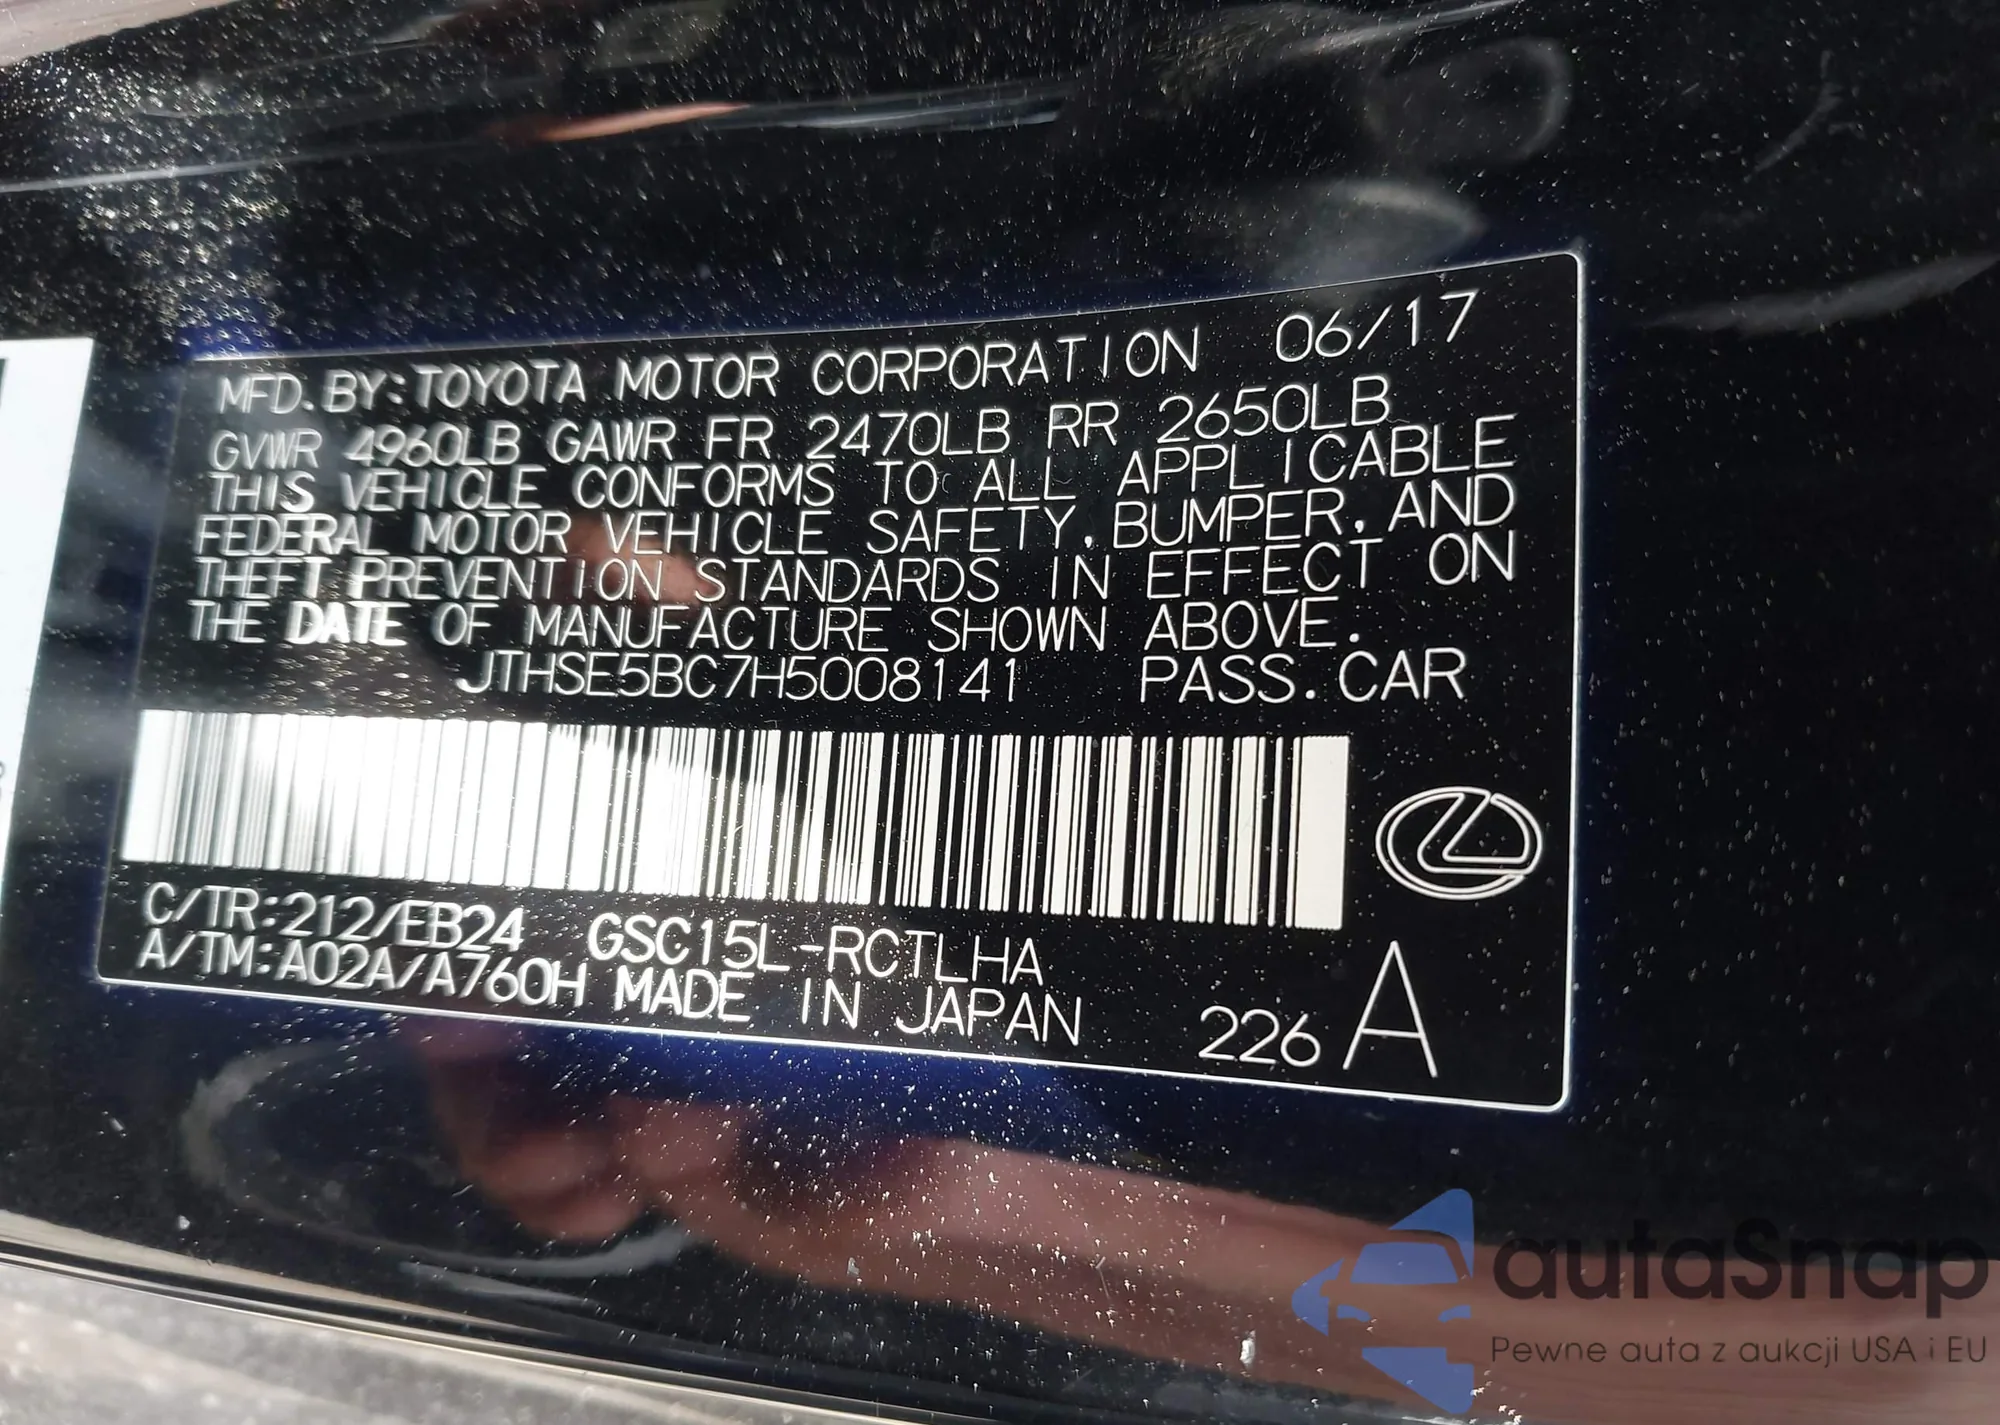 MFD. BY: TOYOTA MOTOR CORPORATION 06/17
GVWR 4960LB GAWR FR 2470LB RR 2650LB
THIS VEHICLE CONFORMS TO ALL APPLICABLE
FEDERAL MOTOR VEHICLE SAFETY, BUMPER, AND
THEFT PREVENTION STANDARDS IN EFFECT ON
THE DATE OF MANUFACTURE SHOWN ABOVE.
JTHSE5BC7H5008141 PASS. CAR
C/TR:212/EB24 GSC15L-RCTLHA
A/TM:A02A/A760H MADE IN JAPAN 226 A
autaSnap
Pewne auta z aukcji USA i EU